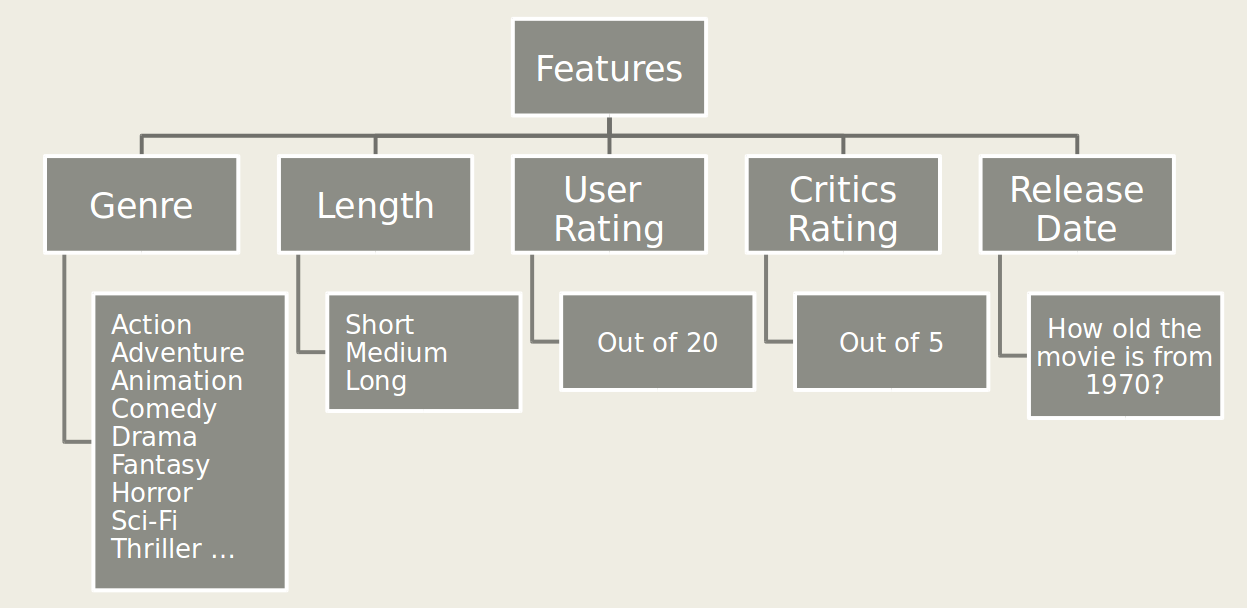 Features
Genre
Length
User
Rating
Critics
Rating
Release
Date
Action
Adventure
Animation
Comedy
Drama
Fantasy
Horror
Sci-Fi
Thriller ...
Short
Medium
Long
Out of 20
Out of 5
How old the
movie is from
1970?